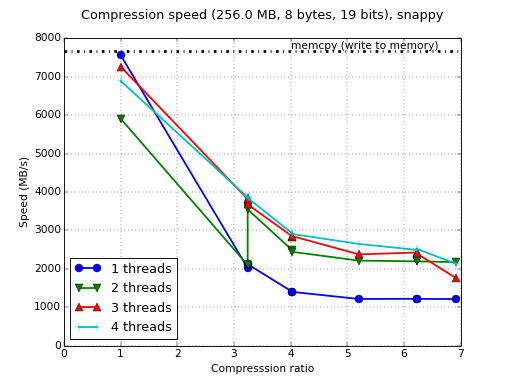 Compression speed (256.0 MB, 8 bytes, 19 bits), snappy
8000
memcpy (write to memory)
7000
6000
5000
4000
3000
2000
1000
0
Speed (MB/s)
1 threads
2 threads
3 threads
4 threads
0 1 2 3 4 5 6 7
Compresssion ratio